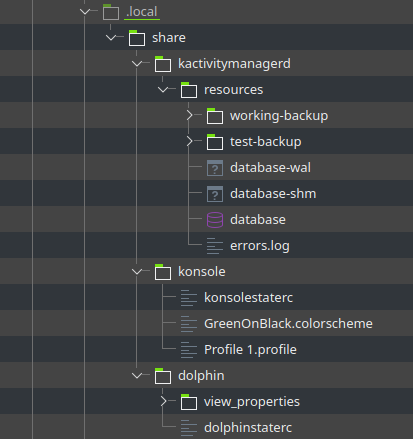 .local
share
kactivitymanagerd
resources
working-backup
test-backup
? database-wal
? database-shm
database
errors.log
konsole
konsolestaterc
GreenOnBlack.colorscheme
Profile 1.profile
dolphin
view_properties
dolphinstaterc